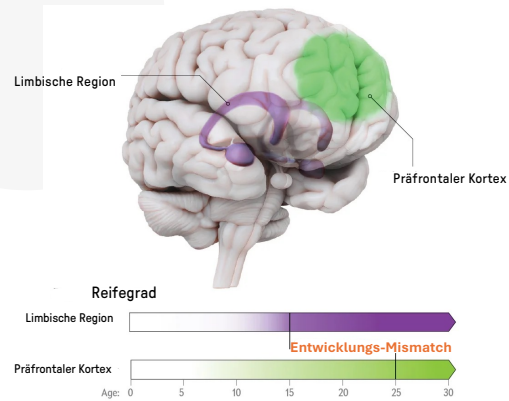 Limbische Region
Präfrontaler Kortex
Reifegrad
Limbische Region
Entwicklungs-Mismatch
Präfrontaler Kortex
Age: 0 5 10 15 20 25 30